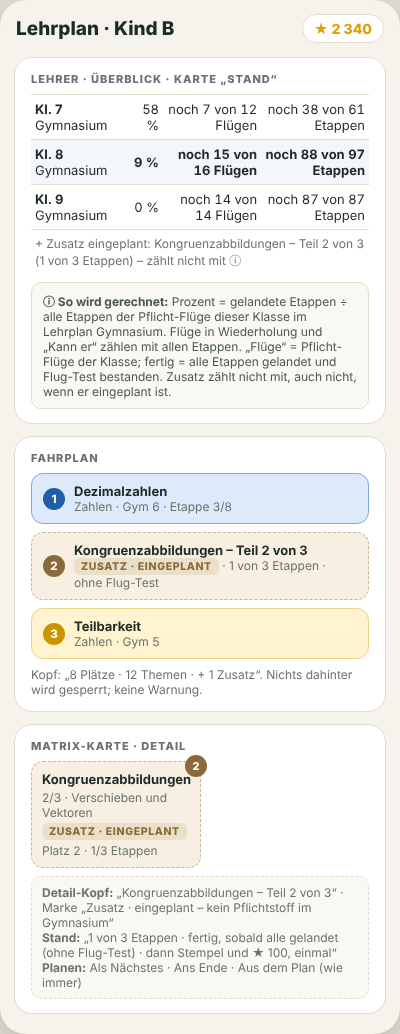 Lehrplan · Kind B
★ 2 340
LEHRER · ÜBERBLICK · KARTE „STAND“
Kl. 7 58 noch 7 von 12 noch 38 von 61
Gymnasium % Flügen Etappen
Kl. 8 9 % noch 15 von noch 88 von 97
Gymnasium 16 Flügen Etappen
Kl. 9 0 % noch 14 von noch 87 von 87
Gymnasium 14 Flügen Etappen
+ Zusatz eingeplant: Kongruenzabbildungen – Teil 2 von 3
(1 von 3 Etappen) – zählt nicht mit ⓘ
ⓘ So wird gerechnet: Prozent = gelandete Etappen ÷
alle Etappen der Pflicht-Flüge dieser Klasse im
Lehrplan Gymnasium. Flüge in Wiederholung und
„Kann er“ zählen mit allen Etappen. „Flüge“ = Pflicht-
Flüge der Klasse; fertig = alle Etappen gelandet und
Flug-Test bestanden. Zusatz zählt nicht mit, auch nicht,
wenn er eingeplant ist.
FAHRPLAN
1 Dezimalzahlen
Zahlen · Gym 6 · Etappe 3/8
2 Kongruenzabbildungen – Teil 2 von 3
ZUSATZ · EINGEPLANT · 1 von 3 Etappen ·
ohne Flug-Test
3 Teilbarkeit
Zahlen · Gym 5
Kopf: „8 Plätze · 12 Themen · + 1 Zusatz“. Nichts dahinter
wird gesperrt; keine Warnung.
MATRIX-KARTE · DETAIL
2
Kongruenzabbildungen
2/3 · Verschieben und
Vektoren
ZUSATZ · EINGEPLANT
Platz 2 · 1/3 Etappen
Detail-Kopf: „Kongruenzabbildungen – Teil 2 von 3“ ·
Marke „Zusatz · eingeplant – kein Pflichtstoff im
Gymnasium“
Stand: „1 von 3 Etappen · fertig, sobald alle gelandet
(ohne Flug-Test) · dann Stempel und ★ 100, einmal“
Planen: Als Nächstes · Ans Ende · Aus dem Plan (wie
immer)